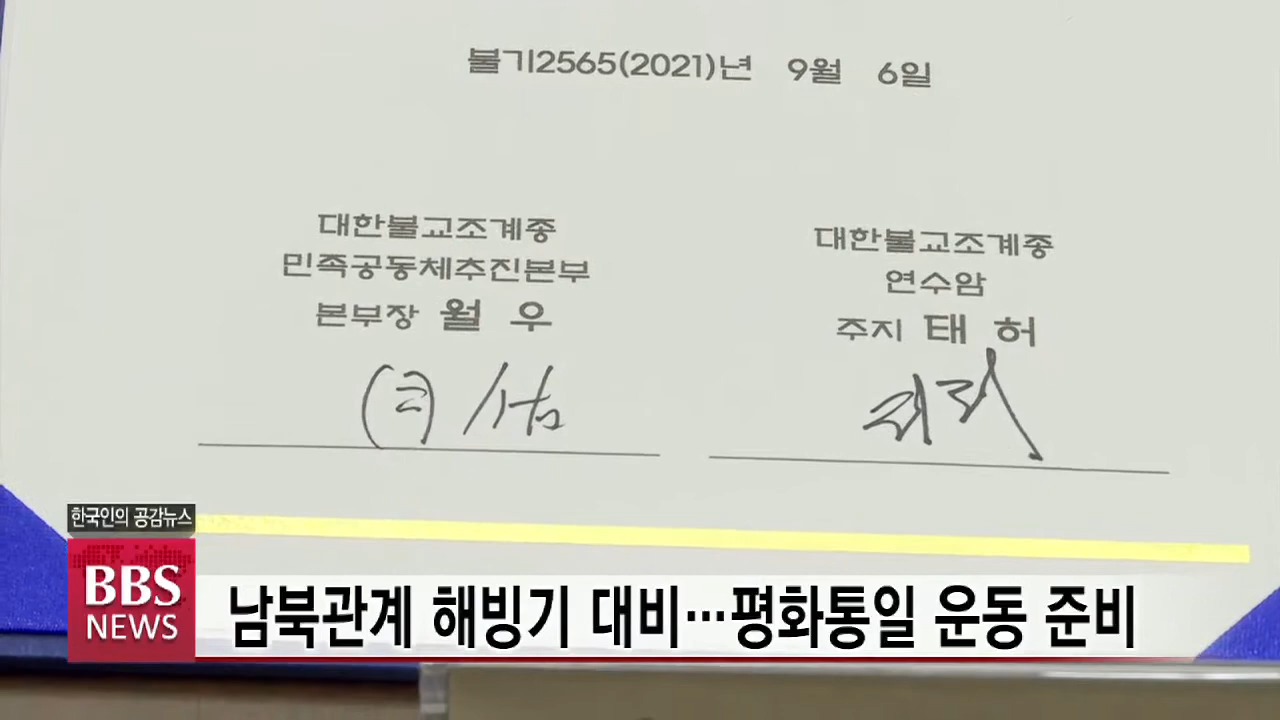 불기2565(2021)년 9월 6일
대한불교조계종
민족공동체추진본부
본부장 월 우
대한불교조계종
연수암
주지 태 허
한국인의 공감뉴스
BBS
NEWS
남북관계 해빙기 대비…평화통일 운동 준비